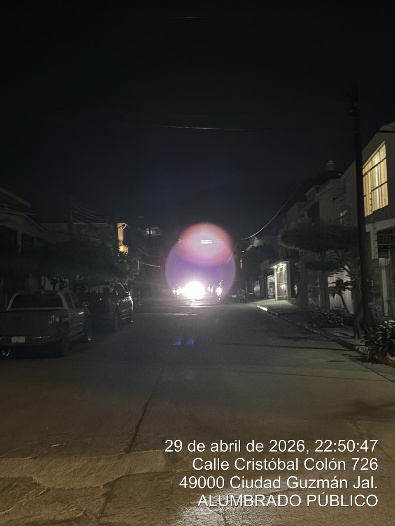 29 de abril de 2026, 22:50:47
Calle Cristóbal Colón 726
49000 Ciudad Guzmán Jal.
ALUMBRADO PÚBLICO